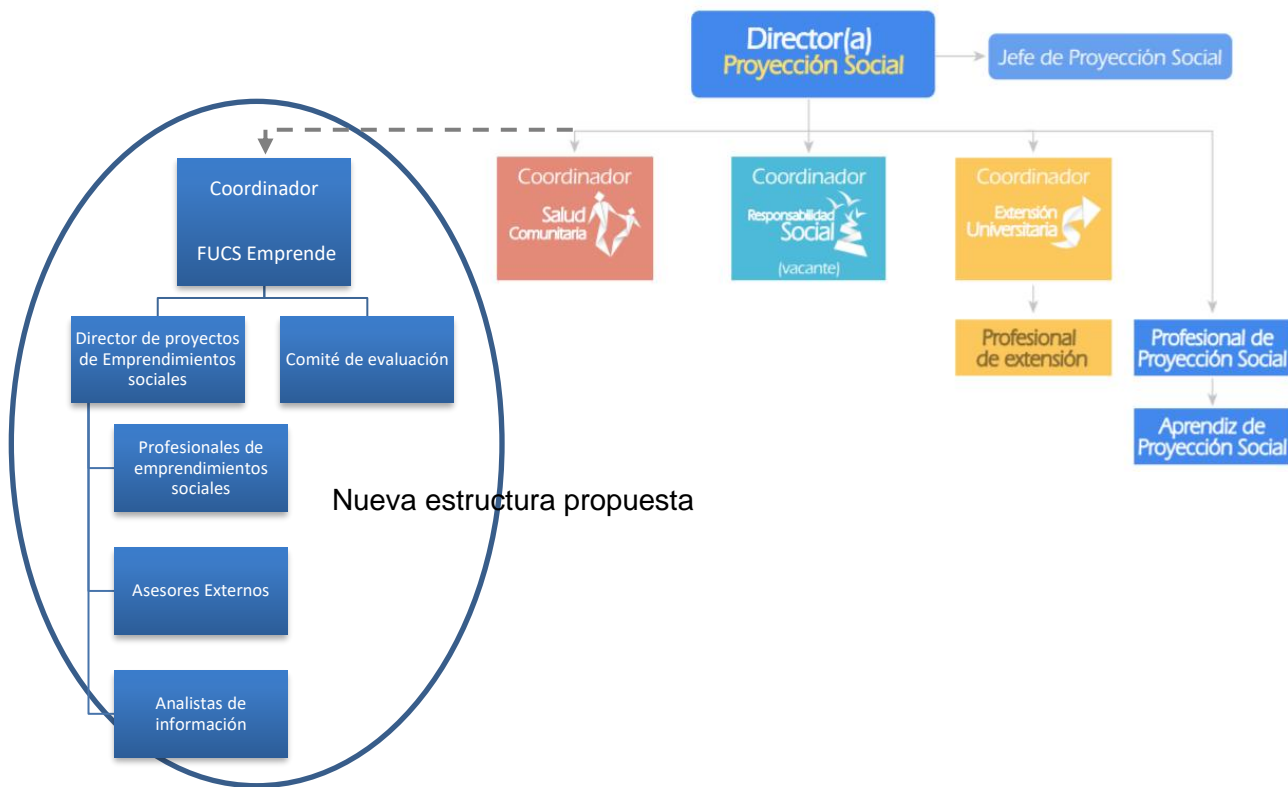 Director(a)
Proyección Social
Jefe de Proyección Social
Coordinador
FUCS Emprende
Coordinador
Salud
Comunitaria
Coordinador
Responsabilidad
Social
(vacante)
Coordinador
Extensión
Universitaria
Director de proyectos
de Emprendimientos
sociales
Comité de evaluación
Profesional
de extensión
Profesional de
Proyección Social
Aprendiz de
Proyección Social
Profesionales de
emprendimientos
sociales
Nueva estructura propuesta
Asesores Externos
Analistas de
información